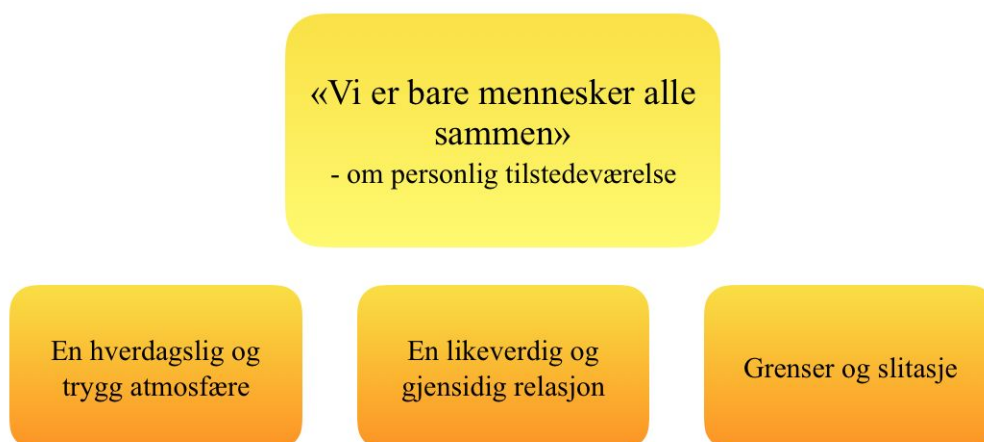 «Vi er bare mennesker alle
sammen»
- om personlig tilstedeværelse
En hverdagslig og
trygg atmosfære
En likeverdig og
gjensidig relasjon
Grenser og slitasje